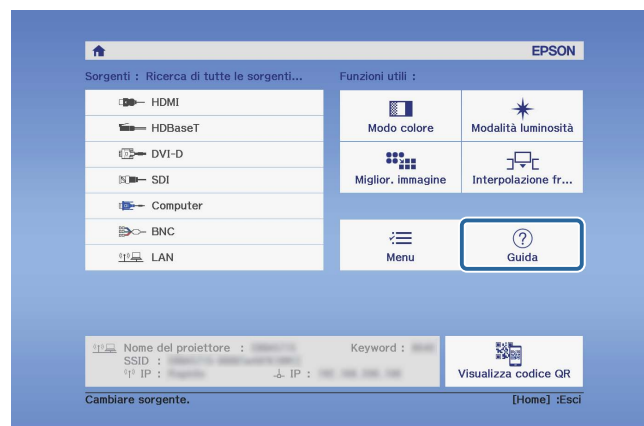 EPSON
Sorgenti : Ricerca di tutte le sorgenti...
Funzioni utili :
HDMI
HDBaseT
DVI-D
SDI
Computer
BNC
LAN
Modo colore
Modalità luminosità
Miglior. immagine
Interpolazione fr...
Menu
Guida
Nome del proiettore :
Keyword :
SSID :
IP :
IP :
Visualizza codice QR
Cambiare sorgente.
[Home] :Esci